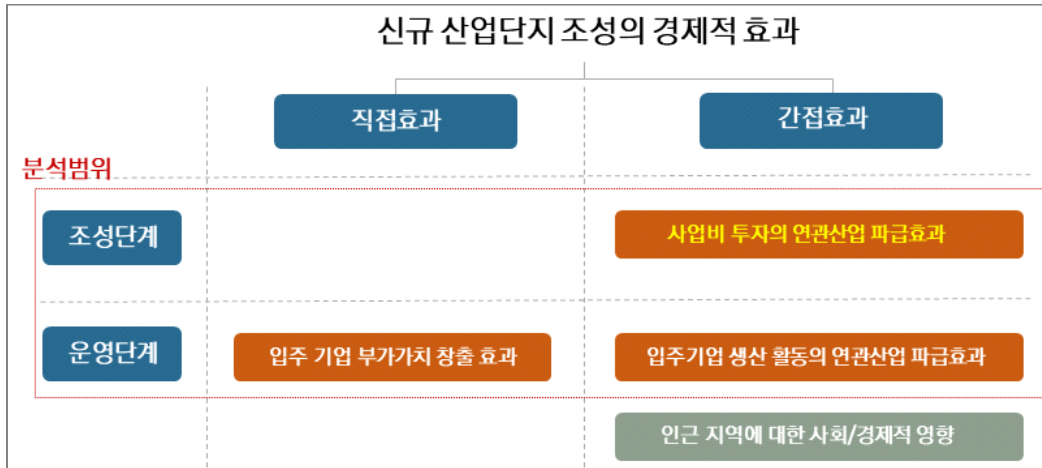 신규 산업단지 조성의 경제적 효과
직접효과
간접효과
분석범위
조성단계
사업비 투자의 연관산업 파급효과
운영단계
입주 기업 부가가치 창출 효과
입주기업 생산 활동의 연관산업 파급효과
인근 지역에 대한 사회/경제적 영향